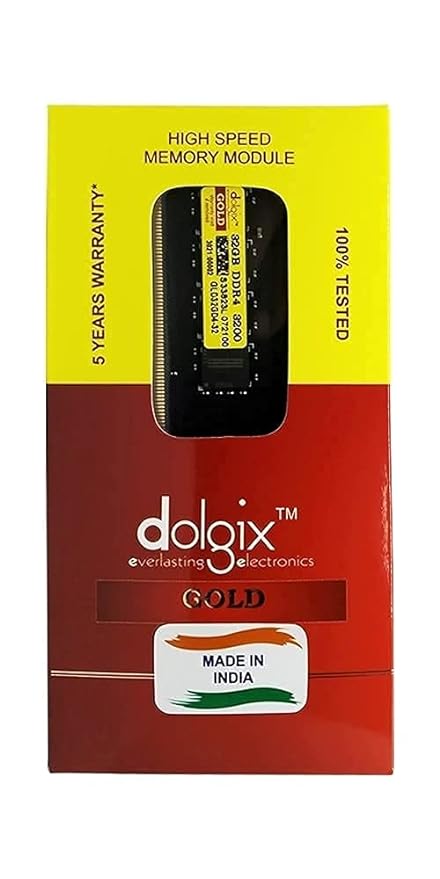 HIGH SPEED
MEMORY MODULE
5 YEARS WARRANTY*
100% TESTED
dolgix™
GOLD
32GB DDR4 3200
dolgix™
everlasting electronics
GOLD
MADE IN
INDIA